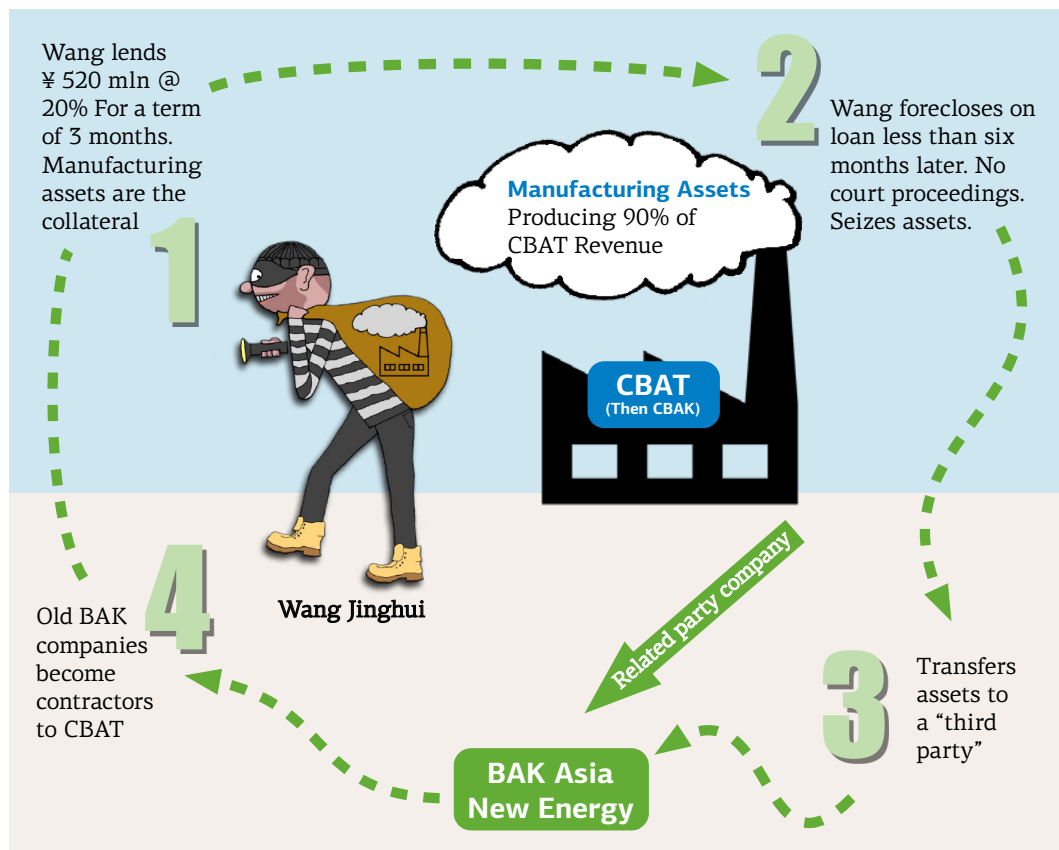 Wang lends
¥ 520 mln @
20% For a term
of 3 months.
Manufacturing
assets are the
collateral
1
2
Wang forecloses on
loan less than six
months later. No
court proceedings.
Seizes assets.
Manufacturing Assets
Producing 90% of
CBAT Revenue
CBAT
(Then CBAK)
Wang Jinghui
Related party company
3
Transfers
assets to
a “third
party”
BAK Asia
New Energy
4
Old BAK
companies
become
contractors
to CBAT